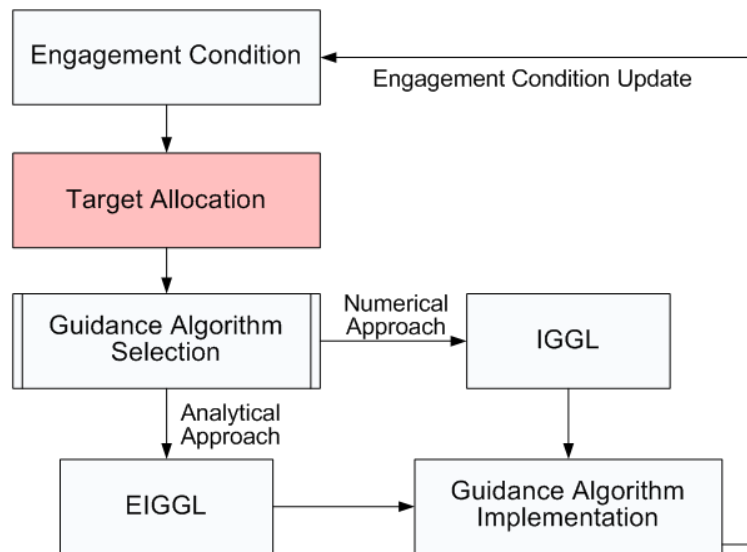 Engagement Condition
Engagement Condition Update
Target Allocation
Guidance Algorithm
Selection
Numerical
Approach
IGGL
Analytical
Approach
EIGGL
Guidance Algorithm
Implementation